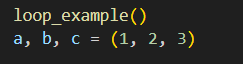 loop_example()
a, b, c = (1, 2, 3)